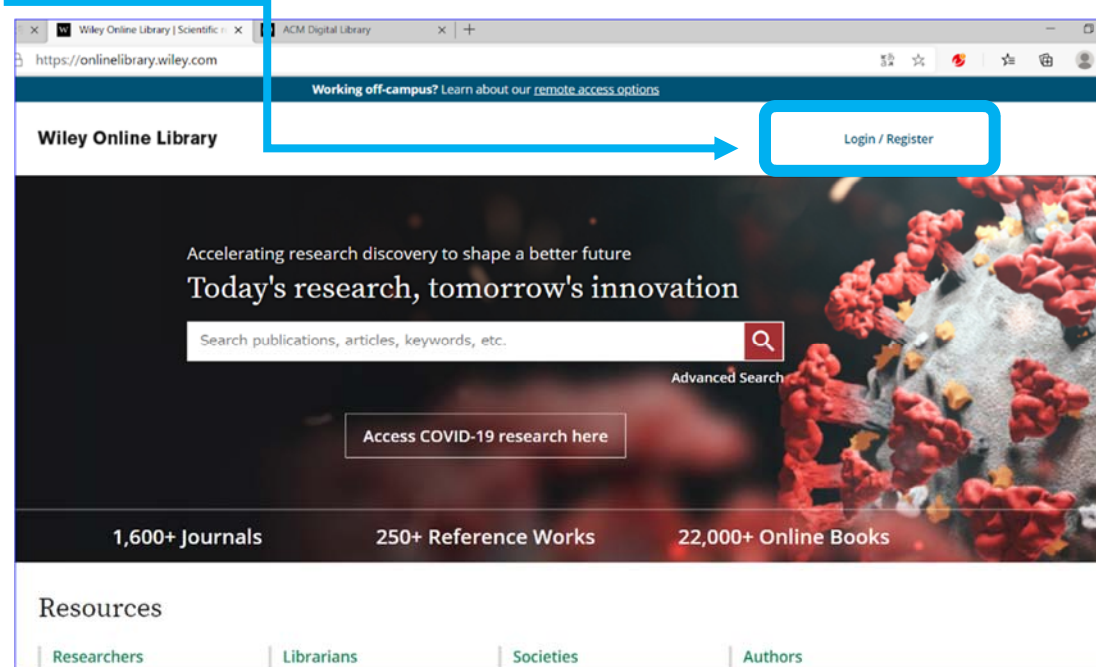 Wiley Online Library | Scientific r
ACM Digital Library
https://onlinelibrary.wiley.com
Working off-campus? Learn about our remote access options
Wiley Online Library
Login / Register
Accelerating research discovery to shape a better future
Today's research, tomorrow's innovation
Search publications, articles, keywords, etc.
Advanced Search
Access COVID-19 research here
1,600+ Journals 250+ Reference Works 22,000+ Online Books
Resources
Researchers Librarians Societies Authors